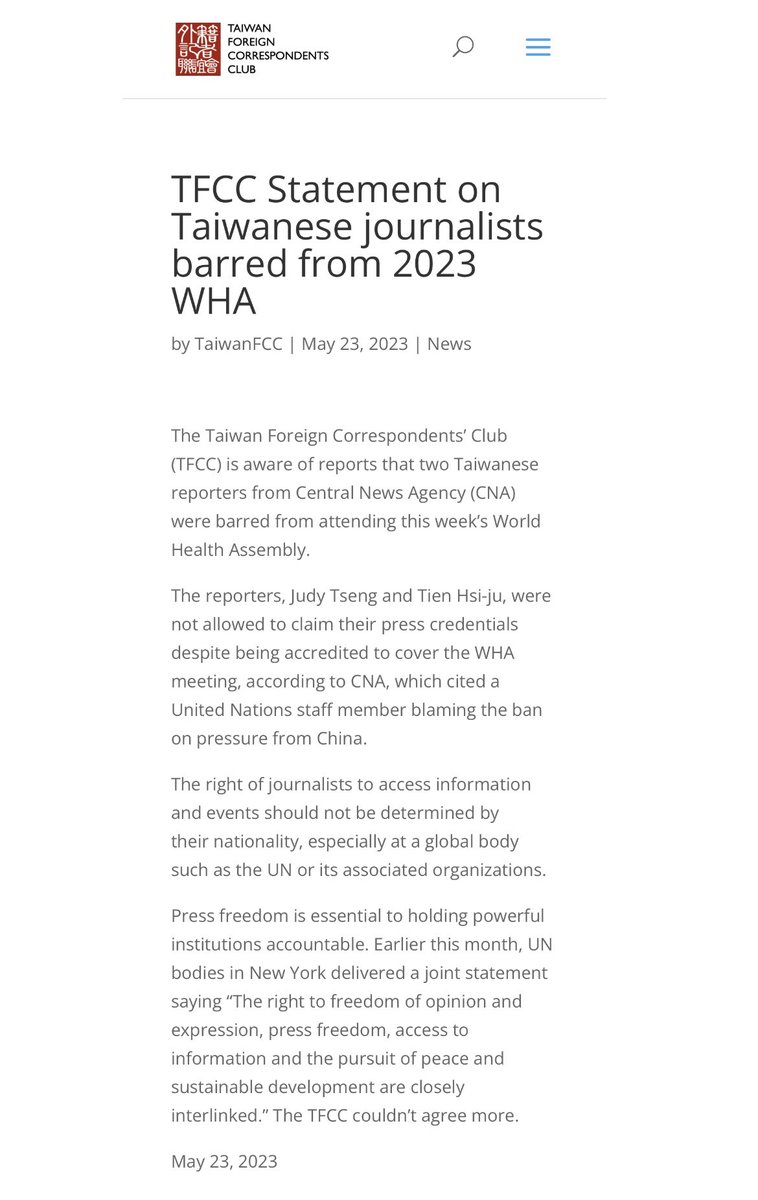 外籍
記者
聯誼會
TAIWAN
FOREIGN
CORRESPONDENTS
CLUB
TFCC Statement on
Taiwanese journalists
barred from 2023
WHA
by TaiwanFCC | May 23, 2023 | News
The Taiwan Foreign Correspondents’ Club
(TFCC) is aware of reports that two Taiwanese
reporters from Central News Agency (CNA)
were barred from attending this week’s World
Health Assembly.
The reporters, Judy Tseng and Tien Hsi-ju, were
not allowed to claim their press credentials
despite being accredited to cover the WHA
meeting, according to CNA, which cited a
United Nations staff member blaming the ban
on pressure from China.
The right of journalists to access information
and events should not be determined by
their nationality, especially at a global body
such as the UN or its associated organizations.
Press freedom is essential to holding powerful
institutions accountable. Earlier this month, UN
bodies in New York delivered a joint statement
saying “The right to freedom of opinion and
expression, press freedom, access to
information and the pursuit of peace and
sustainable development are closely
interlinked.” The TFCC couldn’t agree more.
May 23, 2023